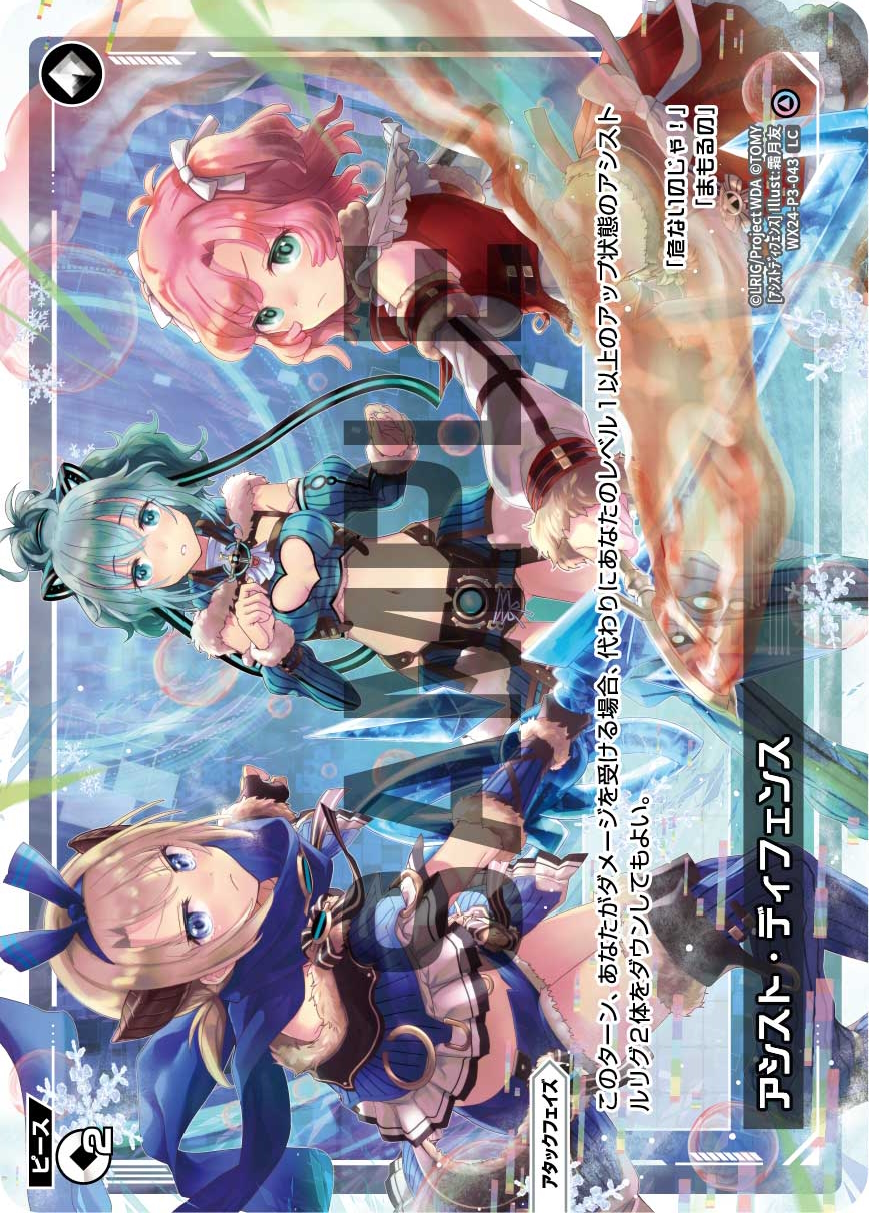 ピース
2
アシスト・ディフェンス
アタックフェイズ
このターン、あなたがダメージを受ける場合、代わりにあなたのレベル１以上のアップ状態のアシスト
ルリグ２体をダウンしてもよい。
「危ないのじゃ！」
「まもるの」
©LRIG/Project WDA ©TOMY
[アシスト・ディフェンス] Illust:霜月友
WX24-P3-043 LC
SAMPLE